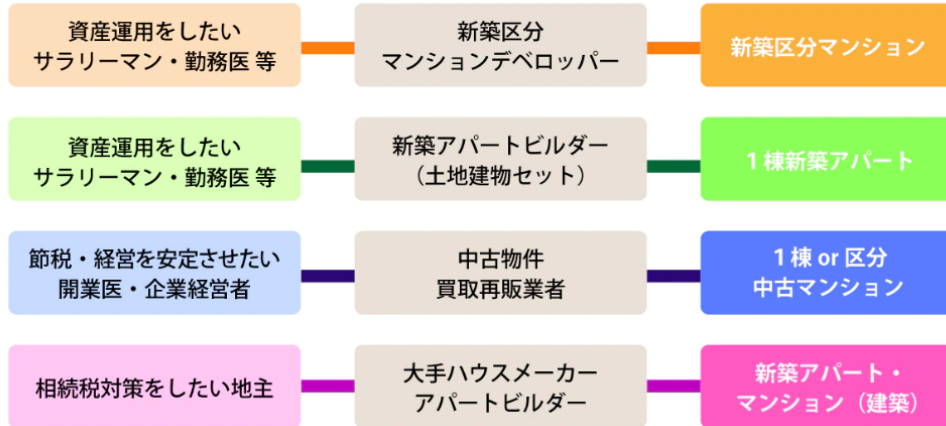 資産運用をしたい
サラリーマン・勤務医 等
新築区分
マンションデベロッパー
新築区分マンション
資産運用をしたい
サラリーマン・勤務医 等
新築アパートビルダー
（土地建物セット）
1棟新築アパート
節税・経営を安定させたい
開業医・企業経営者
中古物件
買取再販業者
1棟 or 区分
中古マンション
相続税対策をしたい地主
大手ハウスメーカー
アパートビルダー
新築アパート・
マンション（建築）